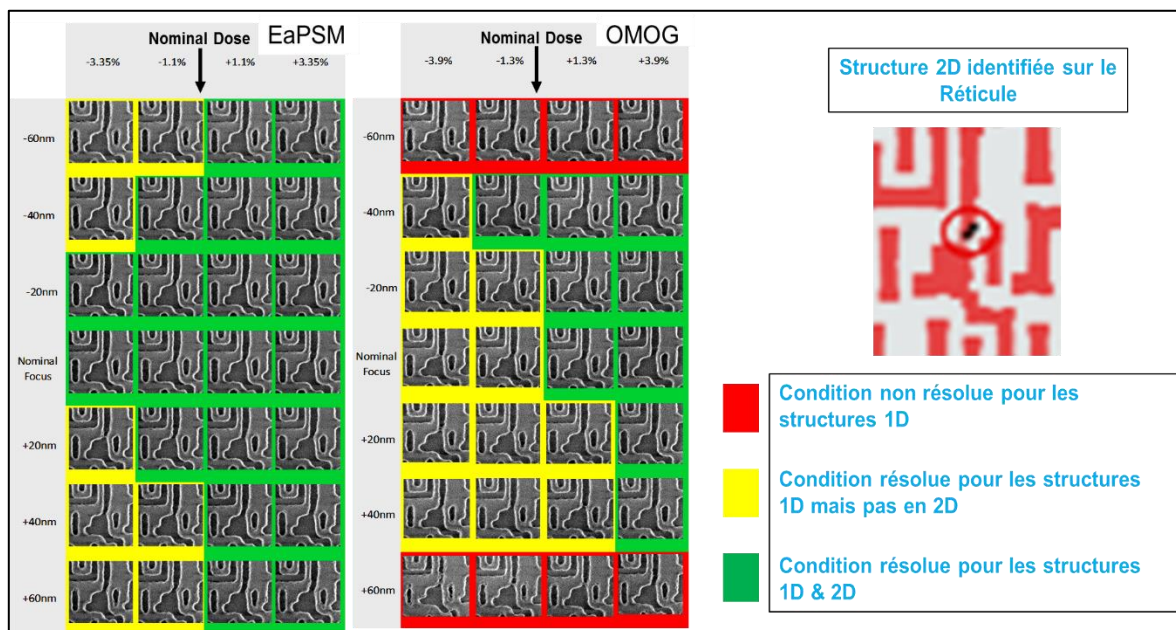 Nominal Dose EaPSM
-3.35% -1.1% +1.1% +3.35%
-60nm
-40nm
-20nm
Nominal
Focus
+20nm
+40nm
+60nm
Nominal Dose OMOG
-3.9% -1.3% +1.3% +3.9%
-60nm
-40nm
-20nm
Nominal
Focus
+20nm
+40nm
+60nm
Structure 2D identifiée sur le
Réticule
Condition non résolue pour les
structures 1D
Condition résolue pour les structures
1D mais pas en 2D
Condition résolue pour les structures
1D & 2D